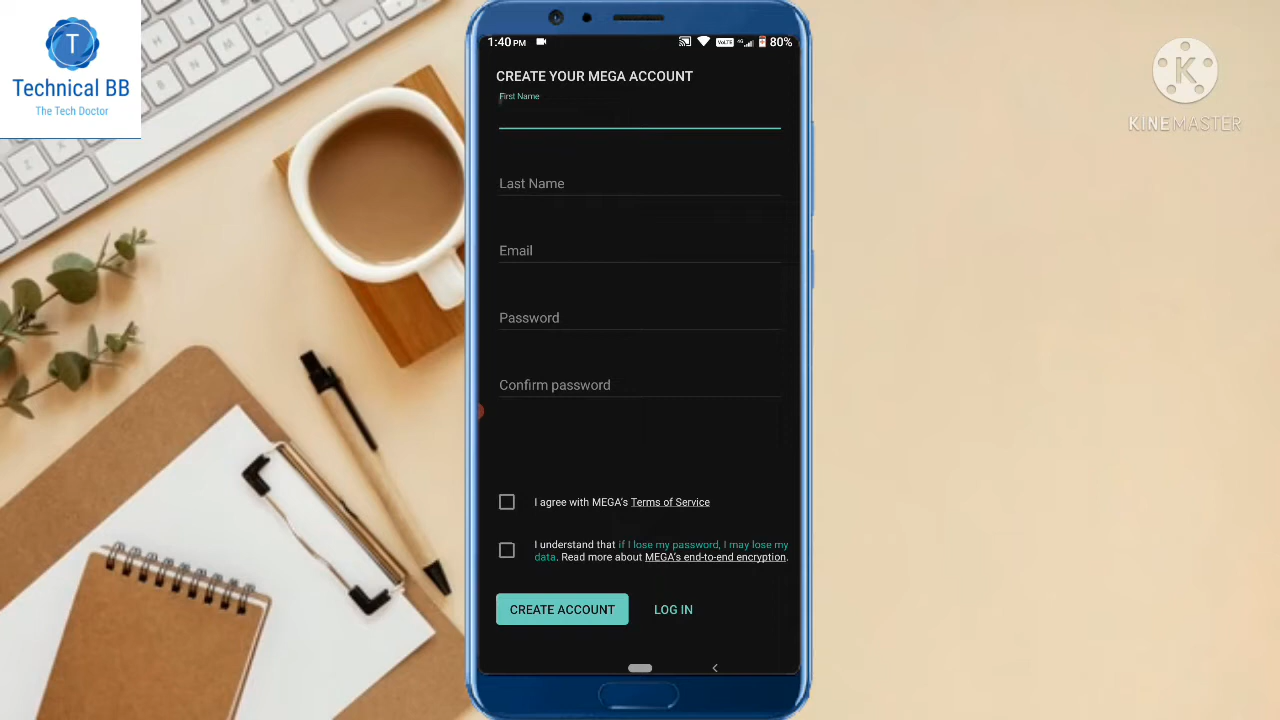 T
Technical BB
The Tech Doctor
K
KINEMASTER
1:40 PM
VoLTE 4G 80%
CREATE YOUR MEGA ACCOUNT
First Name
Last Name
Email
Password
Confirm password
I agree with MEGA's Terms of Service
I understand that if I lose my password, I may lose my
data. Read more about MEGA's end-to-end encryption.
CREATE ACCOUNT
LOG IN